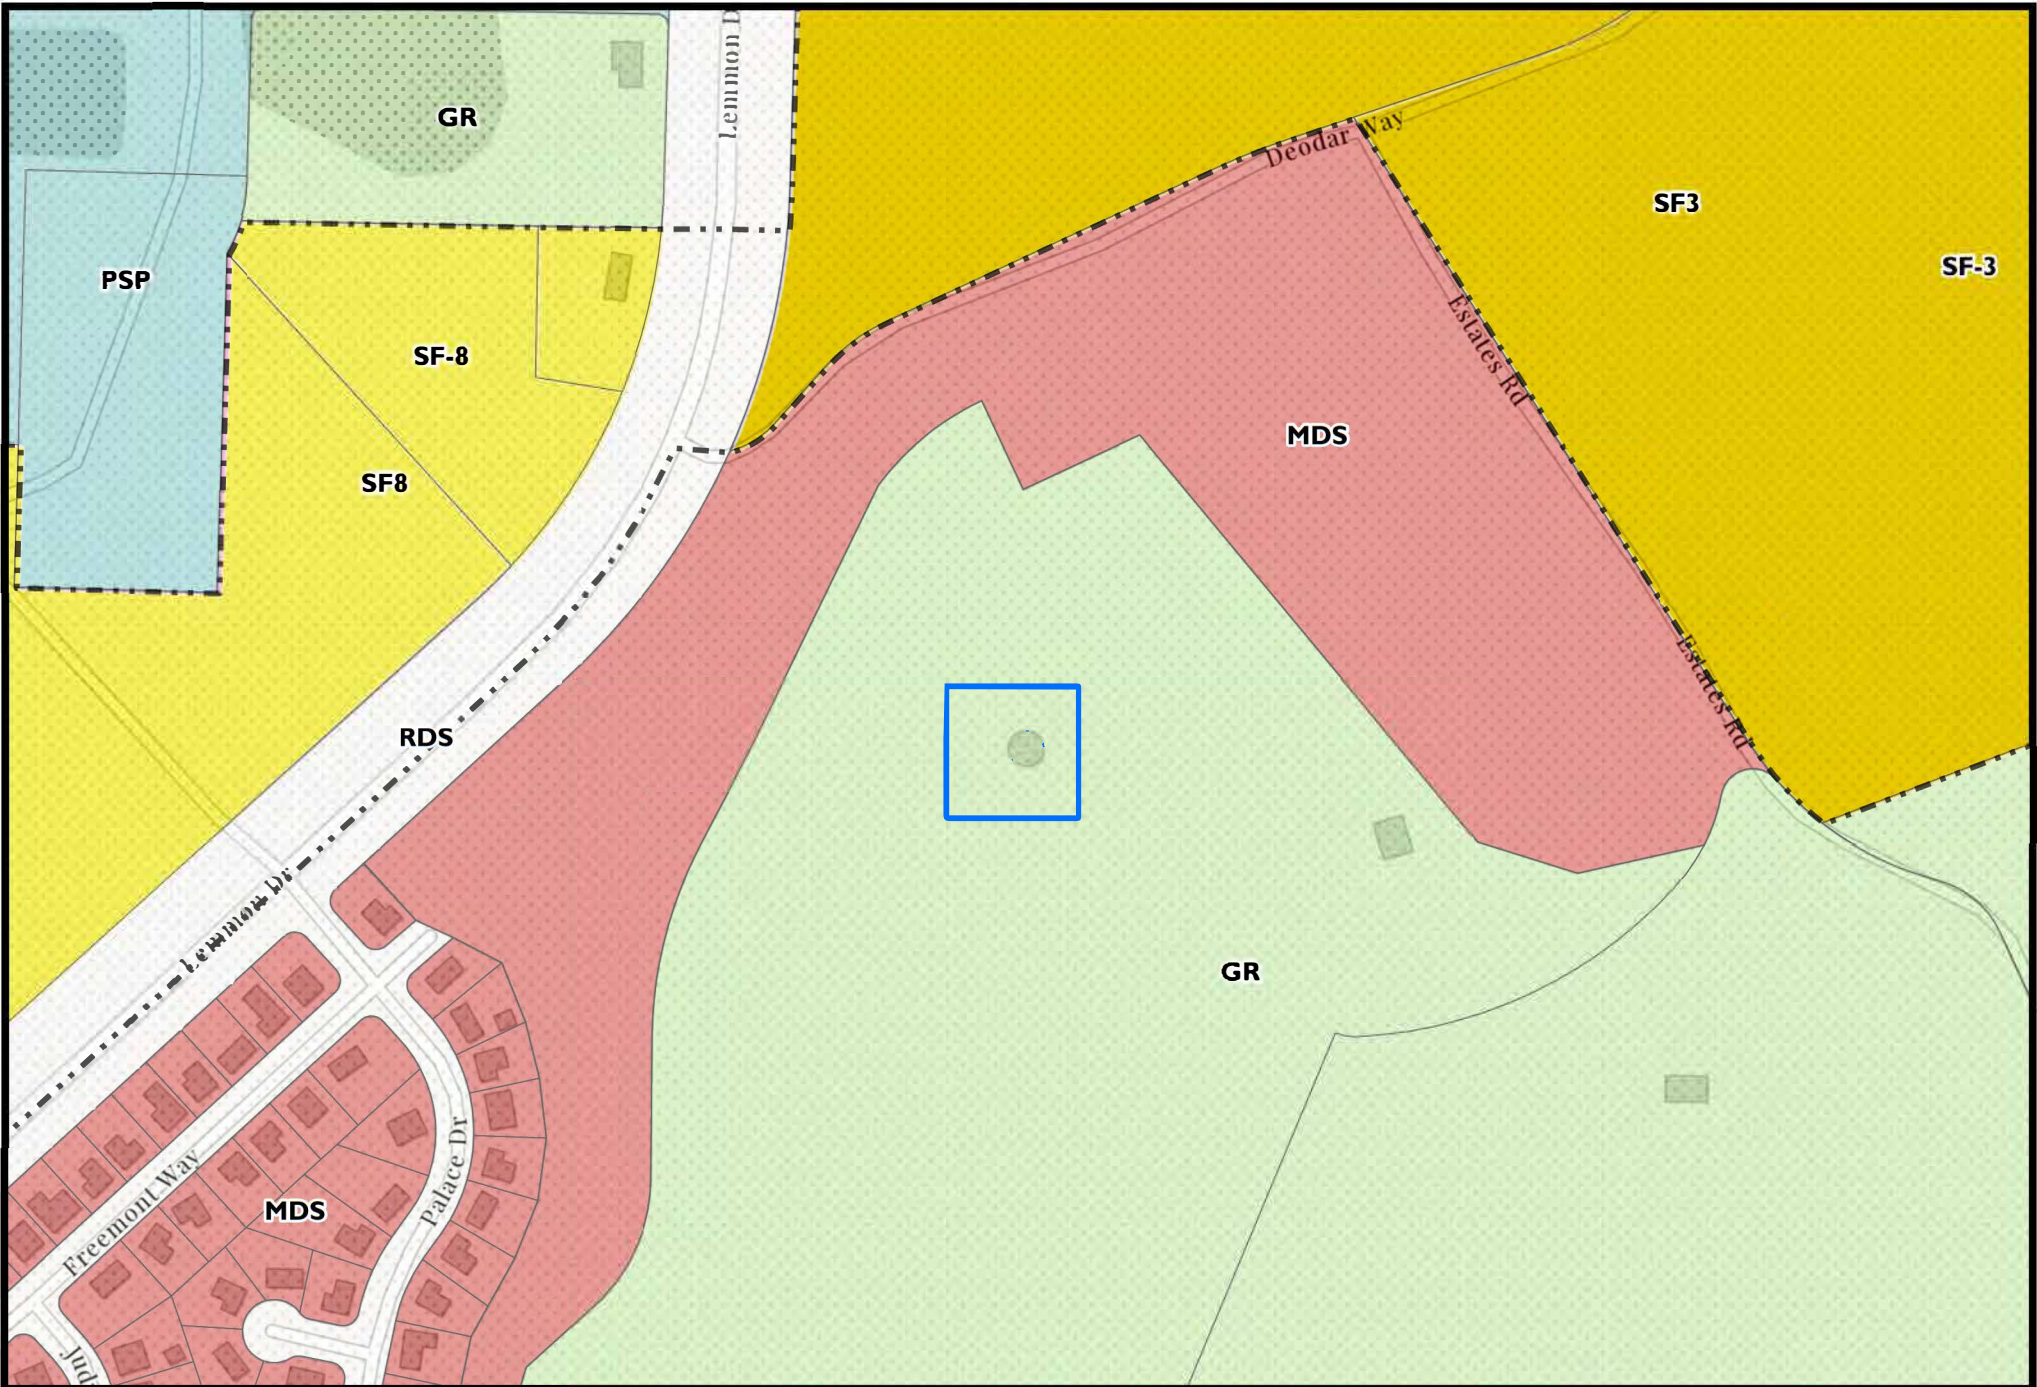 Lemmon D
GR
Deodar Way
SF3
SF-3
PSP
SF-8
Estates Rd
MDS
SF8
Estates Rd
RDS
Lemmon Dr
GR
Palace Dr
Freemont Way
MDS
Jud